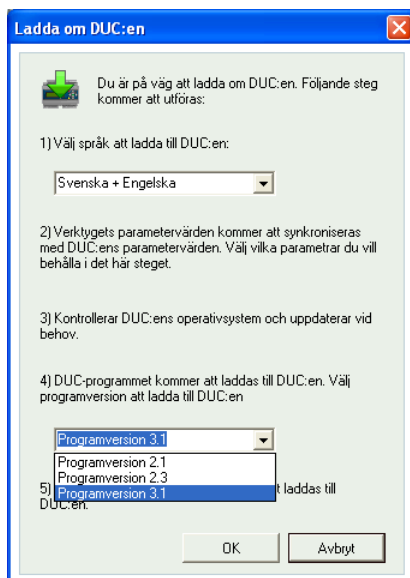 Ladda om DUC:en
Du är på väg att ladda om DUC:en. Följande steg
kommer att utföras:
1) Välj språk att ladda till DUC:en:
Svenska + Engelska
2) Verktygets parametervärden kommer att synkroniseras
med DUC:ens parametervärden. Välj vilka parametrar du vill
behålla i det här steget.
3) Kontrollerar DUC:ens operativsystem och uppdaterar vid
behov.
4) DUC-programmet kommer att laddas till DUC:en. Välj
programversion att ladda till DUC:en
Programversion 3.1
Programversion 2.1
Programversion 2.3
Programversion 3.1
5) t laddas till
DUC:en.
OK Avbryt